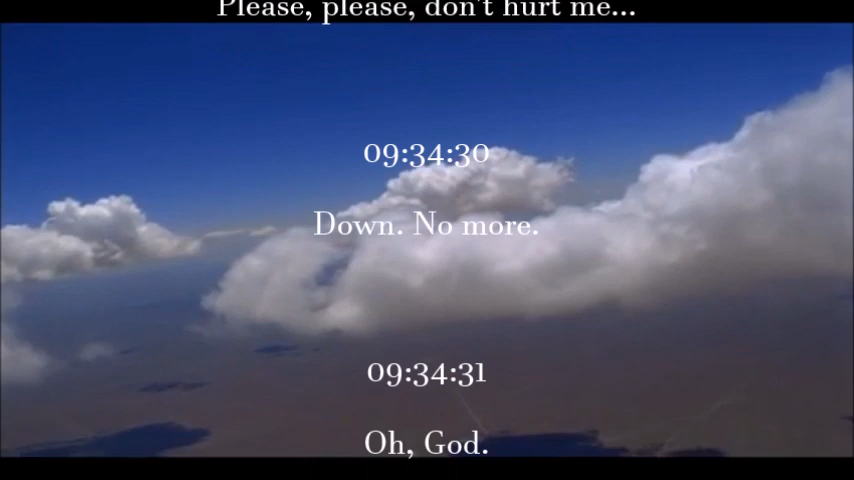 Please, please, don't hurt me...
09:34:30
Down. No more.
09:34:31
Oh, God.